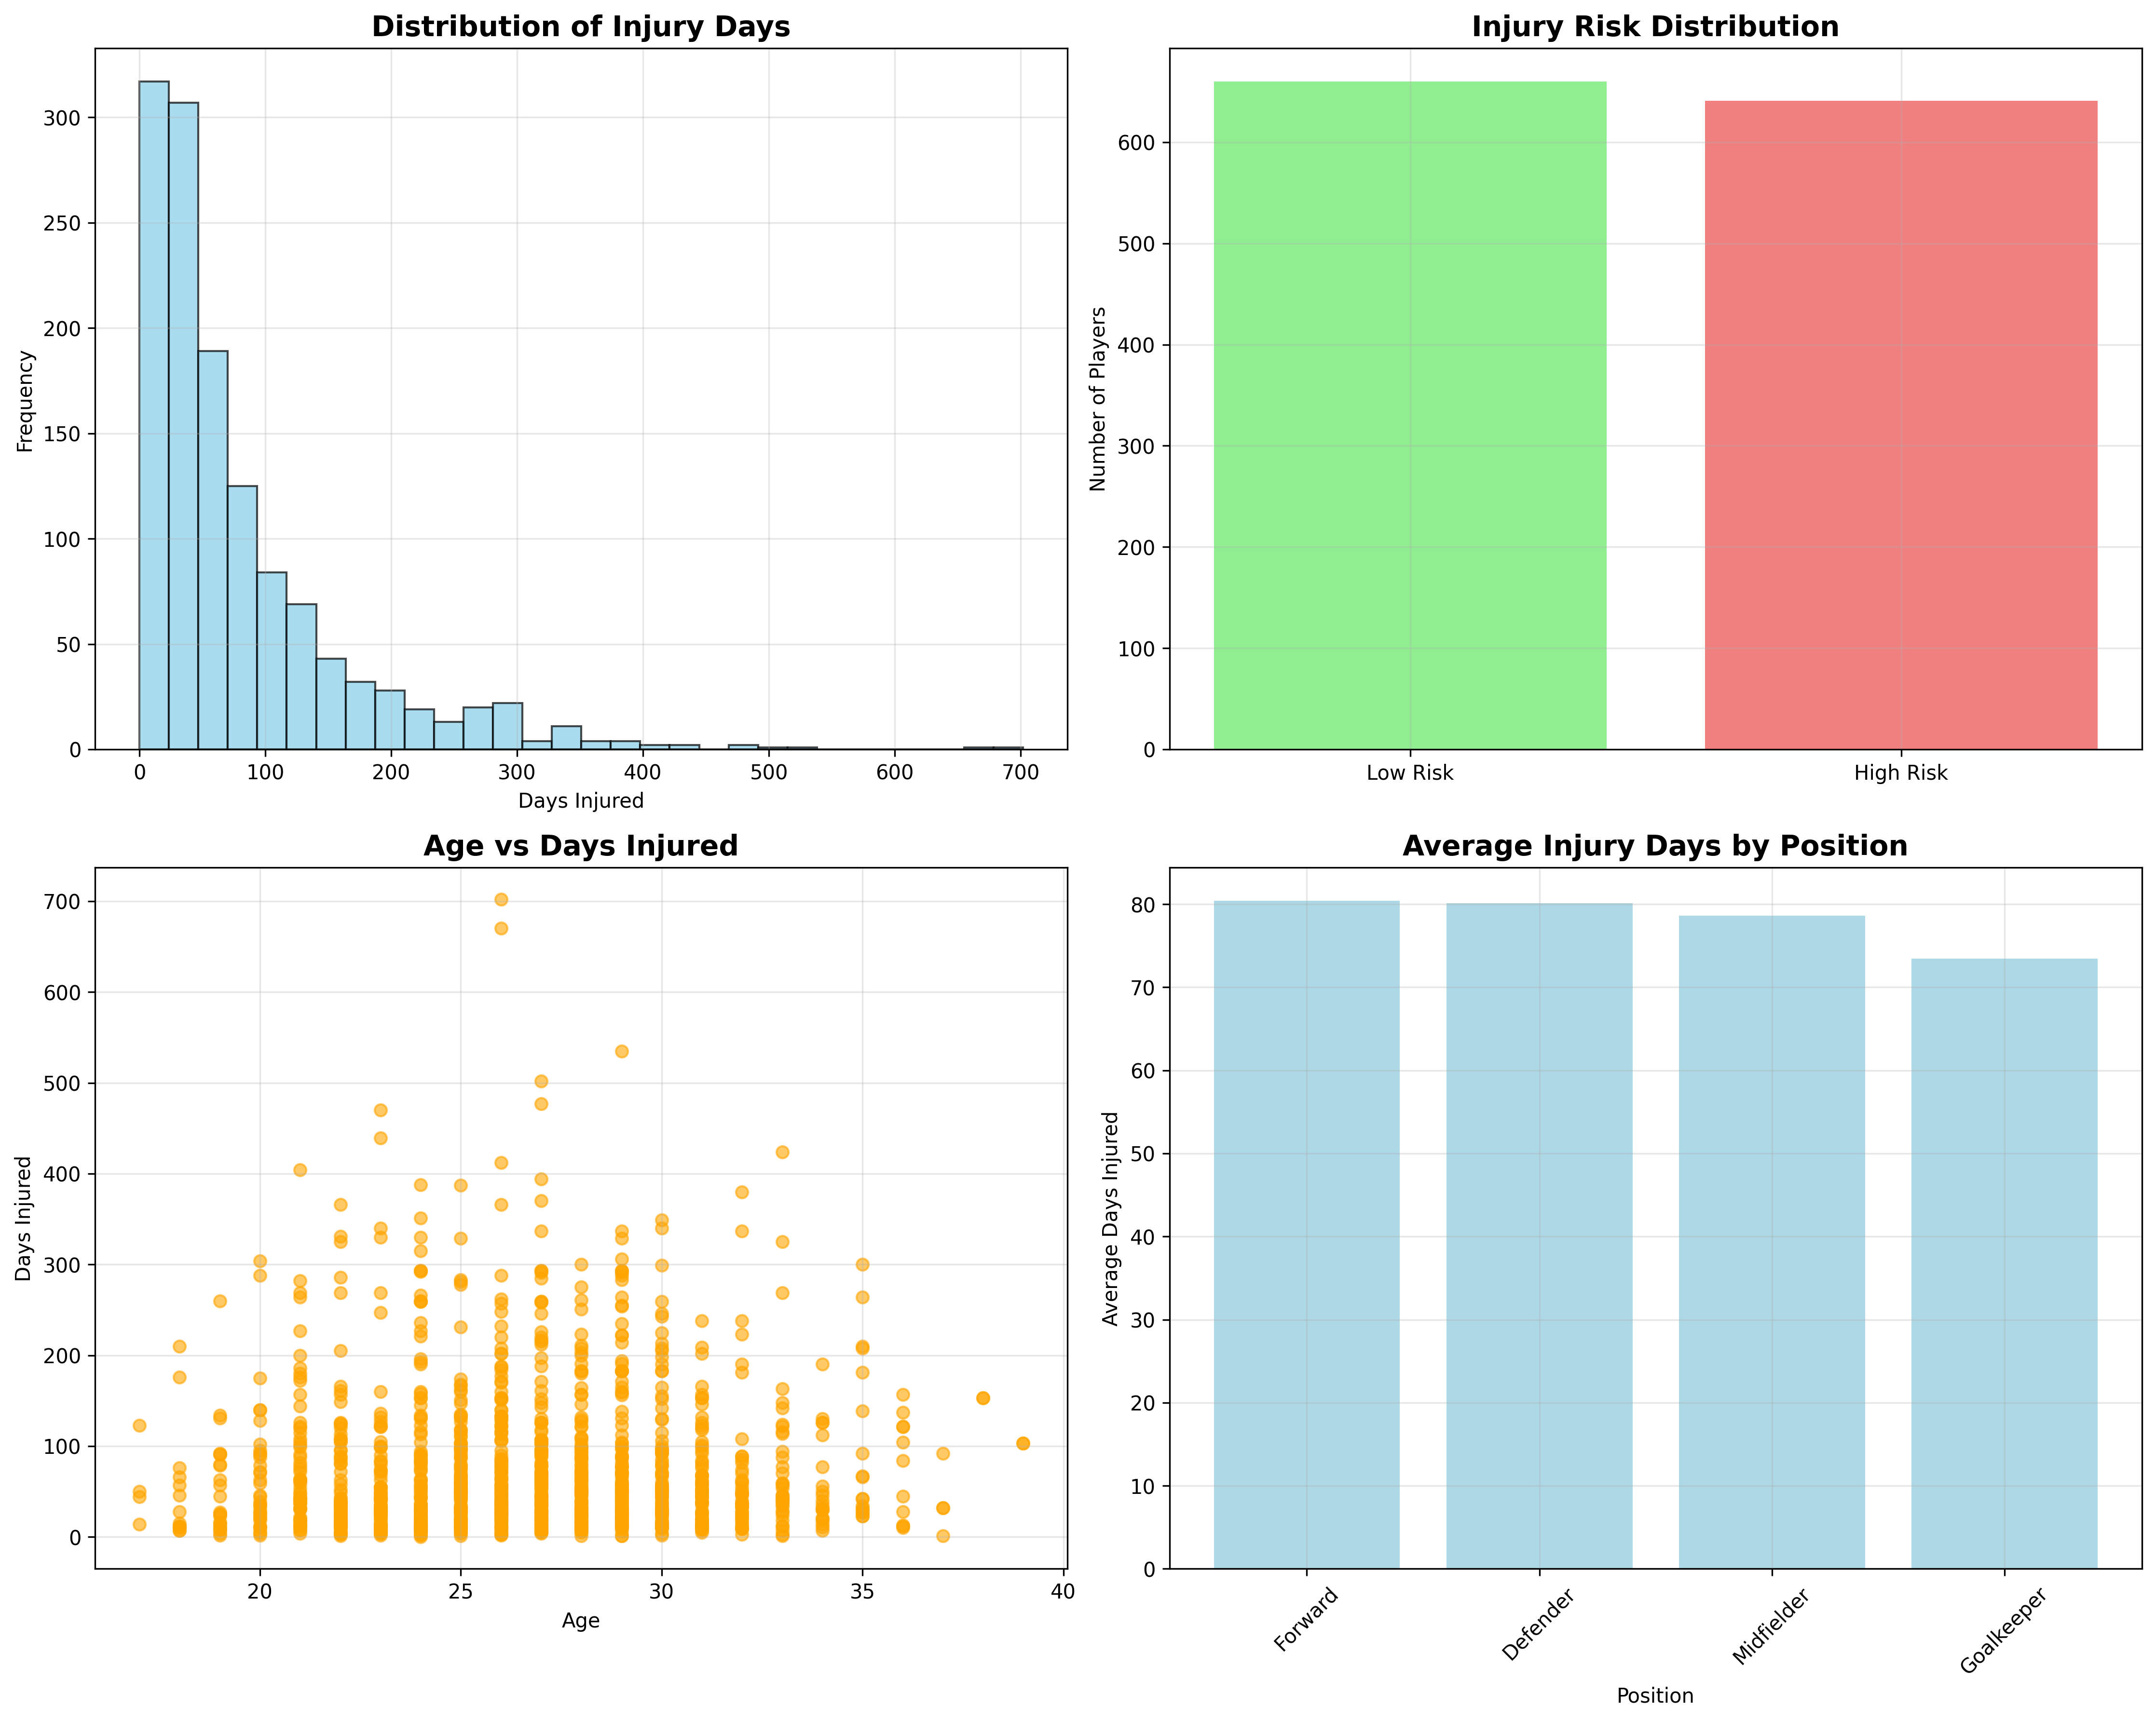 Distribution of Injury Days
300
250
200
150
100
50
0
Frequency
0 100 200 300 400 500 600 700
Days Injured
Injury Risk Distribution
600
500
400
300
200
100
0
Number of Players
Low Risk High Risk
Age vs Days Injured
700
600
500
400
300
200
100
0
Days Injured
20 25 30 35 40
Age
Average Injury Days by Position
80
70
60
50
40
30
20
10
0
Average Days Injured
Forward Defender Midfielder Goalkeeper
Position